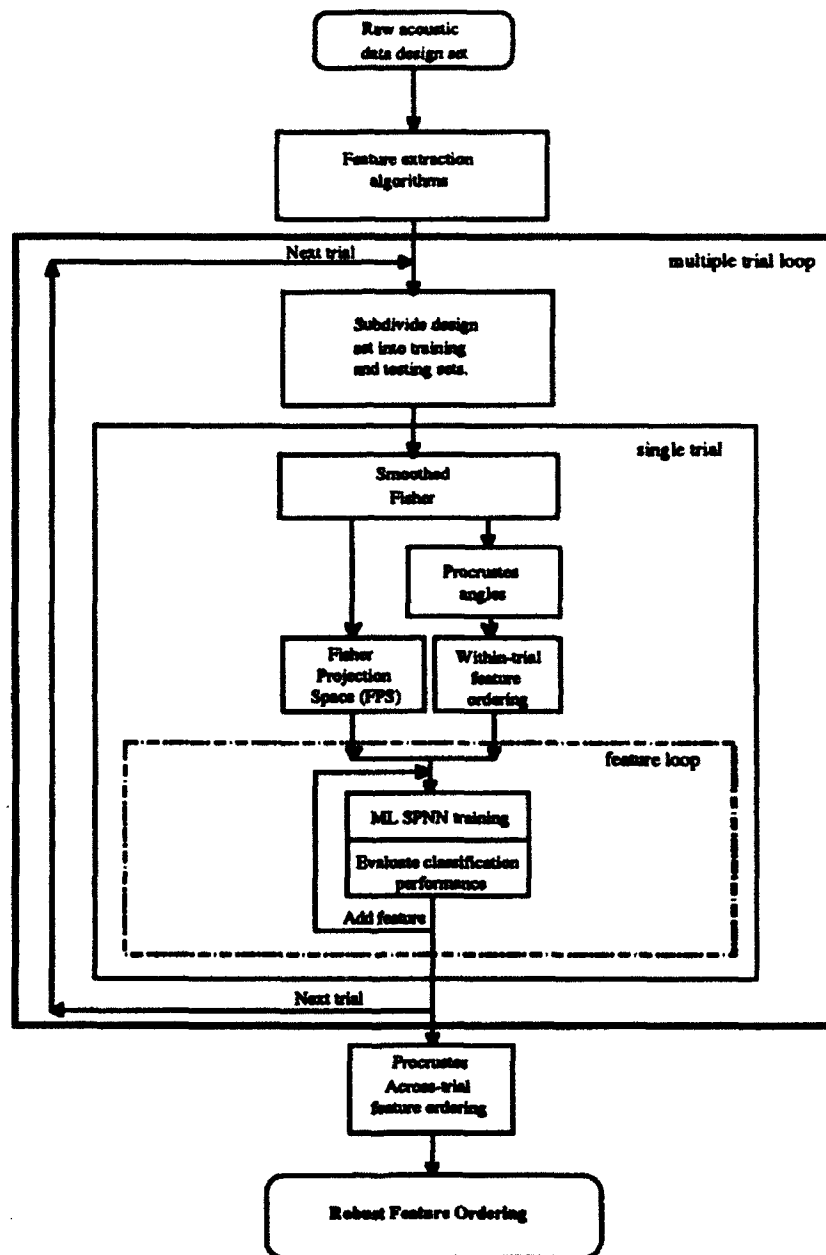 Raw acoustic
data design set
Feature extraction
algorithms
Next trial
multiple trial loop
Subdivide design
set into training
and testing sets.
single trial
Smoothed
Fisher
Procrustes
angles
Fisher
Projection
Space (FPS)
Within-trial
feature
ordering
feature loop
ML SPNN training
Evaluate classification
performance
Add feature
Next trial
Procrustes
Across-trial
feature ordering
Robust Feature Ordering